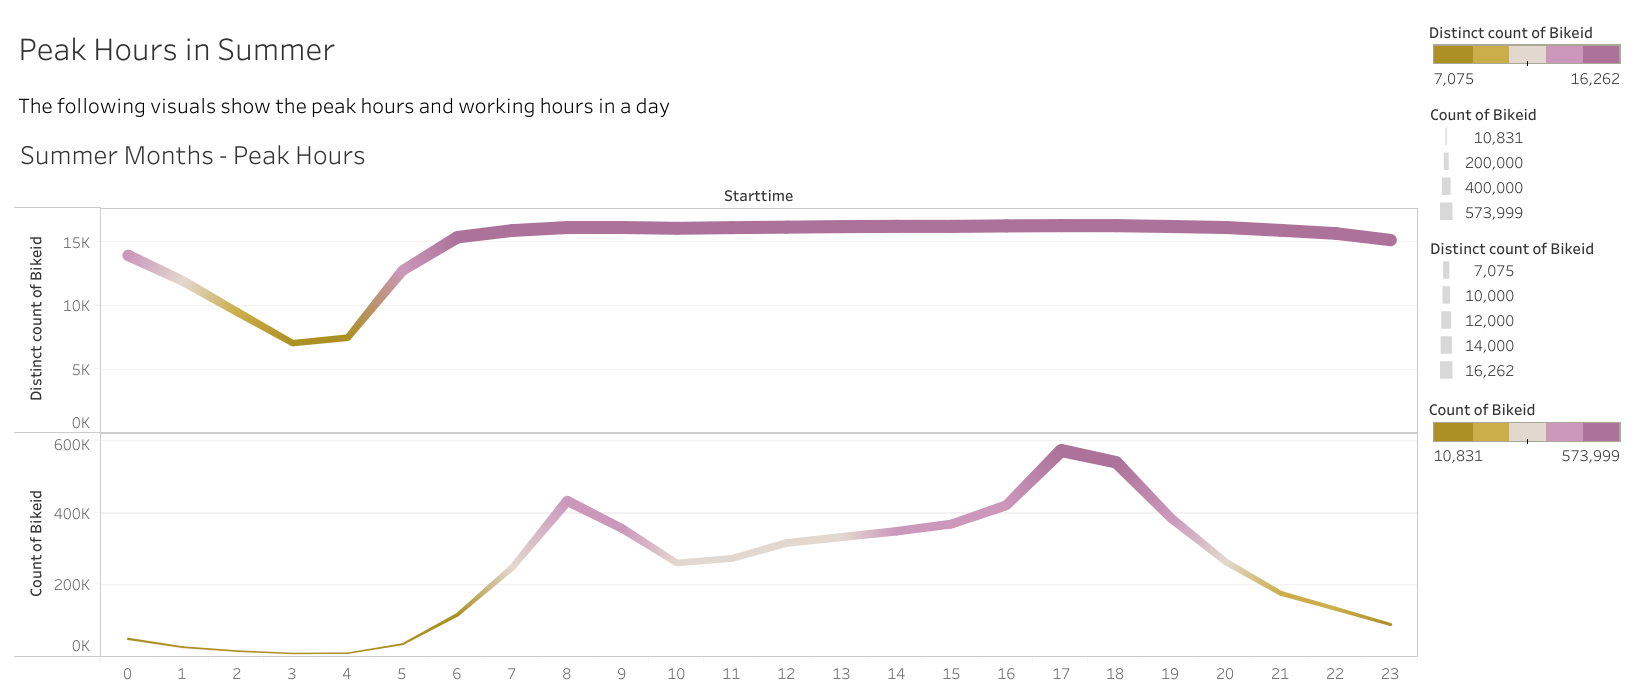 Peak Hours in Summer
The following visuals show the peak hours and working hours in a day
Summer Months - Peak Hours
Starttime
Distinct count of Bikeid
15K
10K
5K
0K
Count of Bikeid
600K
400K
200K
0K
0 1 2 3 4 5 6 7 8 9 10 11 12 13 14 15 16 17 18 19 20 21 22 23
Distinct count of Bikeid
7,075 16,262
Count of Bikeid
10,831
200,000
400,000
573,999
Distinct count of Bikeid
7,075
10,000
12,000
14,000
16,262
Count of Bikeid
10,831 573,999